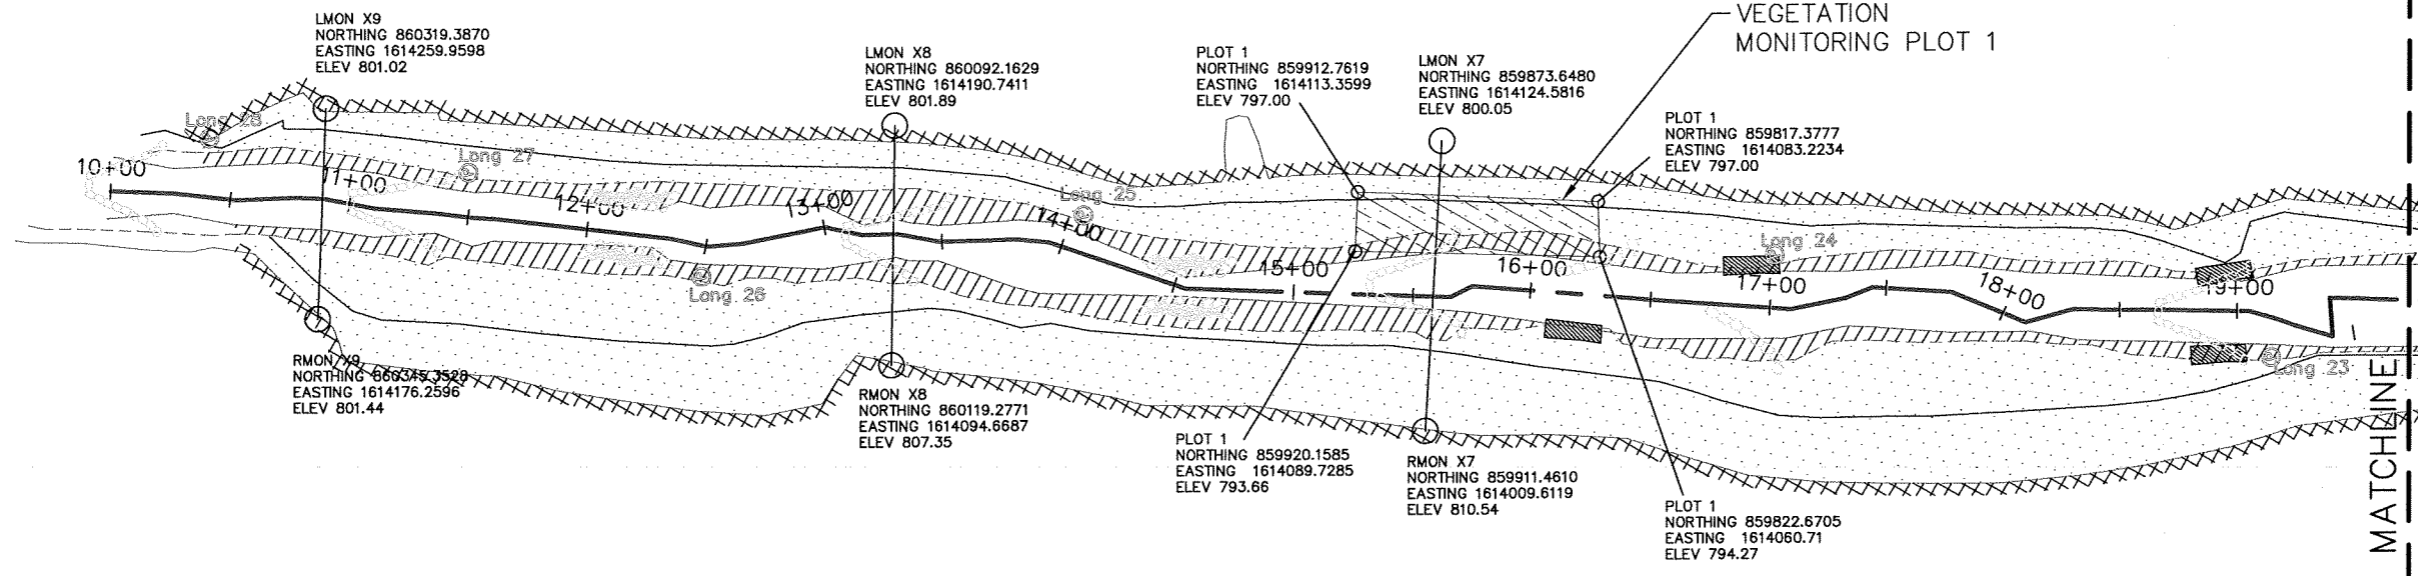 LMON X9
NORTHING 860319.3870
EASTING 1614259.9598
ELEV 801.02
LMON X8
NORTHING 860092.1629
EASTING 1614190.7411
ELEV 801.89
PLOT 1
NORTHING 859912.7619
EASTING 1614113.3599
ELEV 797.00
LMON X7
NORTHING 859873.6480
EASTING 1614124.5816
ELEV 800.05
VEGETATION
MONITORING PLOT 1
PLOT 1
NORTHING 859817.3777
EASTING 1614083.2234
ELEV 797.00
Long 28
Long 27
Long 25
Long 24
10+00
11+00
12+00
13+00
14+00
15+00
16+00
17+00
18+00
19+00
Long 26
Long 23
RMON X9
NORTHING 860345.3528
EASTING 1614176.2596
ELEV 801.44
RMON X8
NORTHING 860119.2771
EASTING 1614094.6687
ELEV 807.35
PLOT 1
NORTHING 859920.1585
EASTING 1614089.7285
ELEV 793.66
RMON X7
NORTHING 859911.4610
EASTING 1614009.6119
ELEV 810.54
PLOT 1
NORTHING 859822.6705
EASTING 1614060.71
ELEV 794.27
MATCHLINE